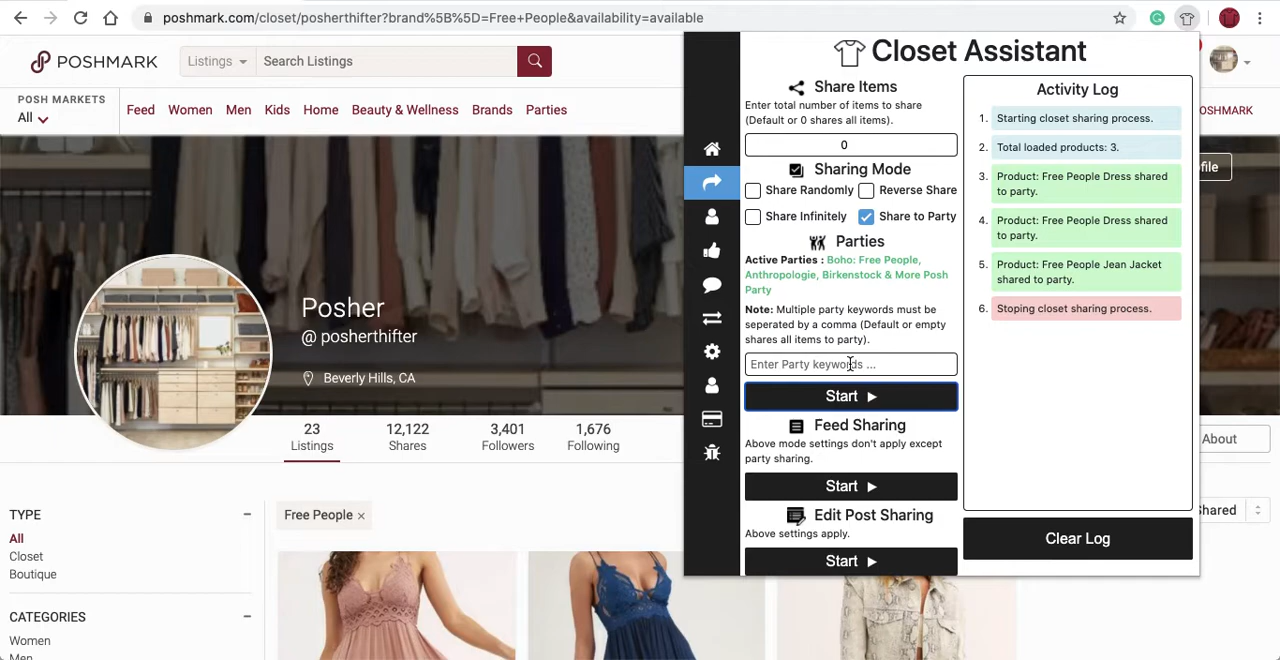 poshmark.com/closet/posherthifter?brand%5B%5D=Free+People&availability=available
POSHMARK
Listings
Search Listings
POSH MARKETS
All
Feed
Women
Men
Kids
Home
Beauty & Wellness
Brands
Parties
OSHMARK
file
Posher
@ posherthifter
Beverly Hills, CA
23
Listings
12,122
Shares
3,401
Followers
1,676
Following
About
TYPE
All
Closet
Boutique
CATEGORIES
Women
Men
Free People ×
Shared
Closet Assistant
Share Items
Enter total number of items to share
(Default or 0 shares all items).
0
Sharing Mode
Share Randomly
Reverse Share
Share Infinitely
Share to Party
Parties
Active Parties : Boho: Free People,
Anthropologie, Birkenstock & More Posh
Party
Note: Multiple party keywords must be
seperated by a comma (Default or empty
shares all items to party).
Enter Party keywords ...
Start
Feed Sharing
Above mode settings don't apply except
party sharing.
Start
Edit Post Sharing
Above settings apply.
Start
Activity Log
1. Starting closet sharing process.
2. Total loaded products: 3.
3. Product: Free People Dress shared
to party.
4. Product: Free People Dress shared
to party.
5. Product: Free People Jean Jacket
shared to party.
6. Stoping closet sharing process.
Clear Log